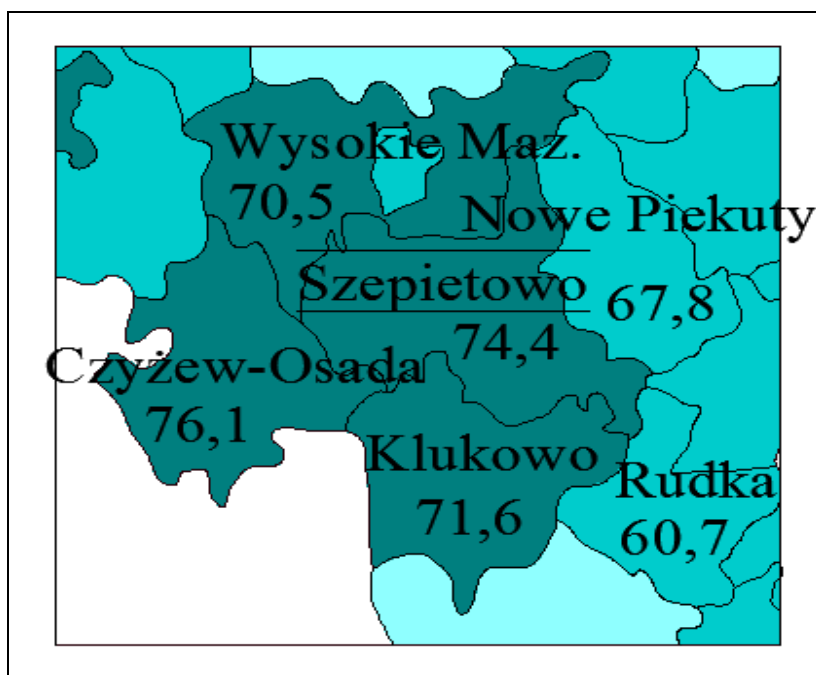 Wysokie Maz.
70,5
Nowe Piekuty
67,8
Szepietowo
74,4
Czyżew-Osada
76,1
Klukowo
71,6
Rudka
60,7